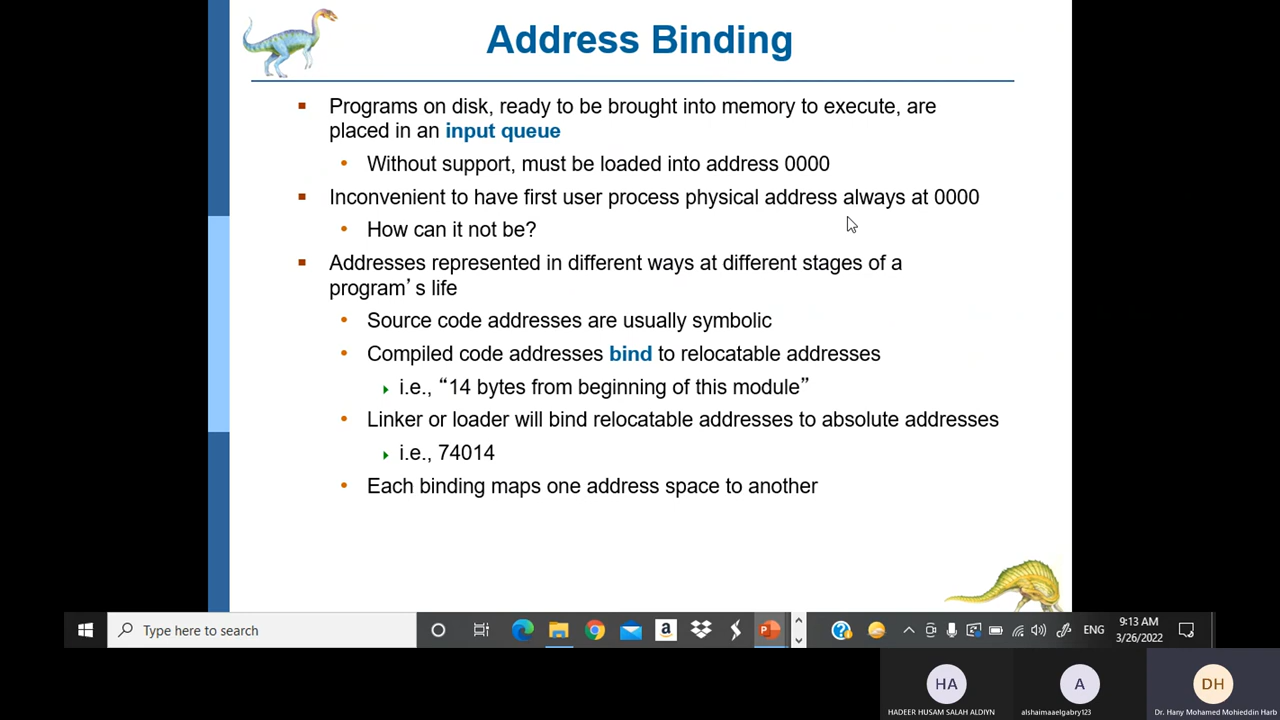 Address Binding
Programs on disk, ready to be brought into memory to execute, are
placed in an input queue
Without support, must be loaded into address 0000
Inconvenient to have first user process physical address always at 0000
How can it not be?
Addresses represented in different ways at different stages of a
program's life
Source code addresses are usually symbolic
Compiled code addresses bind to relocatable addresses
i.e., “14 bytes from beginning of this module”
Linker or loader will bind relocatable addresses to absolute addresses
i.e., 74014
Each binding maps one address space to another
Type here to search
ENG
9:13 AM
3/26/2022
HA
A
DH
HADEER HUSAM SALAH ALDIYN
alshaimaaelgabry123
Dr. Hany Mohamed Mohieddin Harb